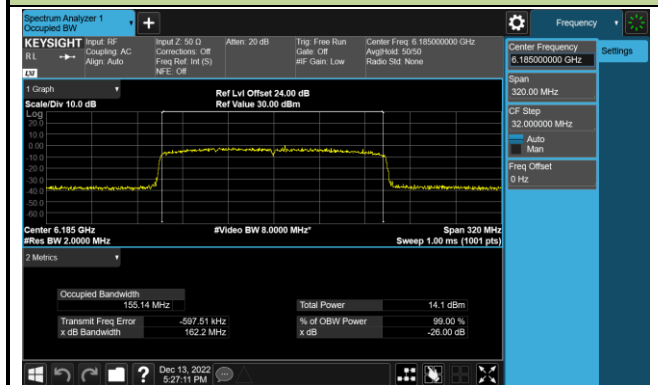 Spectrum Analyzer 1
Occupied BW
+
Frequency
KEYSIGHT
RL
Input: RF
Coupling: AC
Align: Auto
Input Z: 50 Ω
Corrections: Off
Freq Ref: Int (S)
NFE: Off
Atten: 20 dB
Trig: Free Run
Gate: Off
#IF Gain: Low
Center Freq: 6.185000000 GHz
Avg|Hold: 50/50
Radio Std: None
LXI
Center Frequency
6.185000000 GHz
Settings
Span
320.00 MHz
CF Step
32.000000 MHz
Auto
Man
Freq Offset
0 Hz
1 Graph
Scale/Div 10.0 dB
Ref Lvl Offset 24.00 dB
Ref Value 30.00 dBm
Log
20.0
10.0
0.00
-10.0
-20.0
-30.0
-40.0
-50.0
-60.0
Center 6.185 GHz
#Res BW 2.0000 MHz
#Video BW 8.0000 MHz*
Span 320 MHz
Sweep 1.00 ms (1001 pts)
2 Metrics
Occupied Bandwidth
155.14 MHz
Total Power 14.1 dBm
Transmit Freq Error -597.51 kHz
% of OBW Power 99.00 %
x dB Bandwidth 162.2 MHz
x dB -26.00 dB
?
Dec 13, 2022
5:27:11 PM